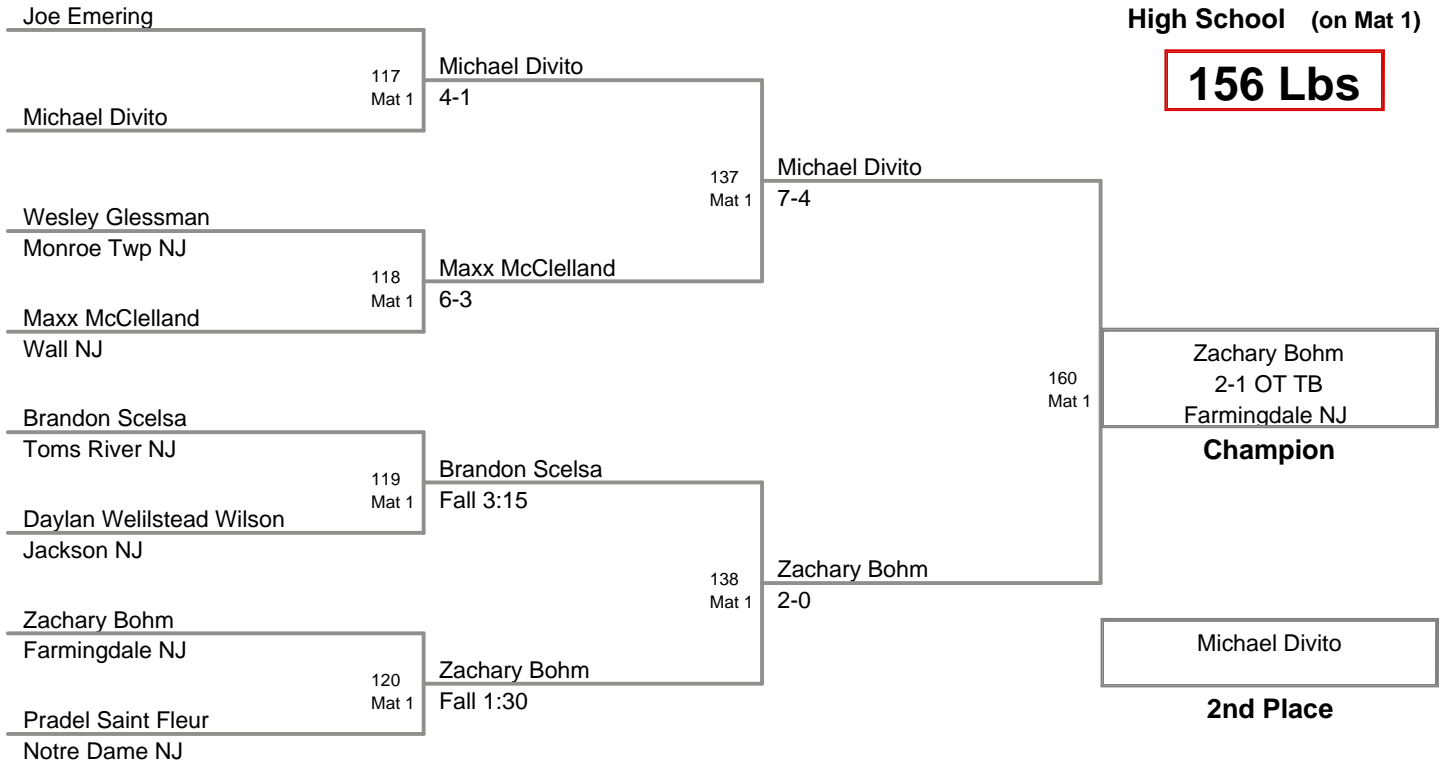 Joe Emering
High School (on Mat 1)
156 Lbs
117
Mat 1
Michael Divito
4-1
Michael Divito
137
Mat 1
Michael Divito
7-4
Wesley Glessman
Monroe Twp NJ
118
Mat 1
Maxx McClelland
6-3
Maxx McClelland
Wall NJ
160
Mat 1
Zachary Bohm
2-1 OT TB
Farmingdale NJ
Champion
Brandon Scelsa
Toms River NJ
119
Mat 1
Brandon Scelsa
Fall 3:15
Daylan Welilstead Wilson
Jackson NJ
138
Mat 1
Zachary Bohm
2-0
Zachary Bohm
Farmingdale NJ
120
Mat 1
Zachary Bohm
Fall 1:30
Pradel Saint Fleur
Notre Dame NJ
Michael Divito
2nd Place